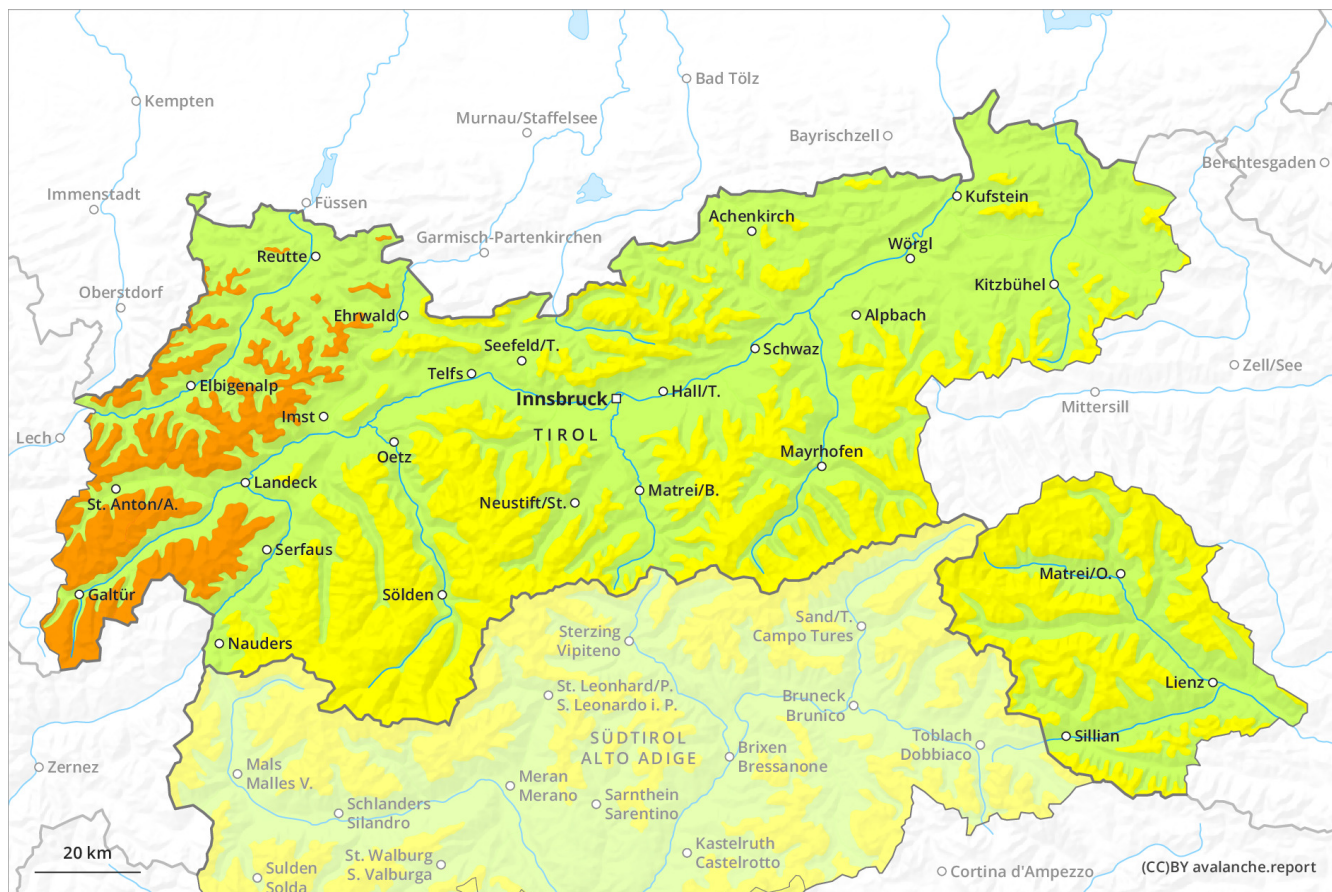 Bad Tölz
Kempten
Murnau/Staffelsee
Bayrischzell
Berchtesgaden
Immenstadt
Füssen
Kufstein
Achenkirch
Garmisch-Partenkirchen
Wörgl
Reutte
Kitzbühel
Oberstdorf
Ehrwald
Alpbach
Seefeld/T.
Schwaz
Zell/See
Telfs
Elbigenalp
Hall/T.
Innsbruck
Mittersill
Imst
Lech
TIROL
Oetz
Mayrhofen
Landeck
Matrei/B.
St. Anton/A.
Neustift/St.
Serfaus
Matrei/O.
Galtür
Sölden
Sand/T.
Campo Tures
Sterzing
Vipiteno
Nauders
Lienz
St. Leonhard/P.
S. Leonardo i. P.
Bruneck
Brunico
SÜDTIROL
ALTO ADIGE
Toblach
Dobbiaco
Sillian
Brixen
Bressanone
Zernez
Mals
Malles V.
Meran
Merano
Sarnthein
Sarentino
Schlanders
Silandro
20 km
St. Walburg
S. Valburga
Kastelruth
Castelrotto
Sulden
Solda
Cortina d'Ampezzo
(CC)BY avalanche.report